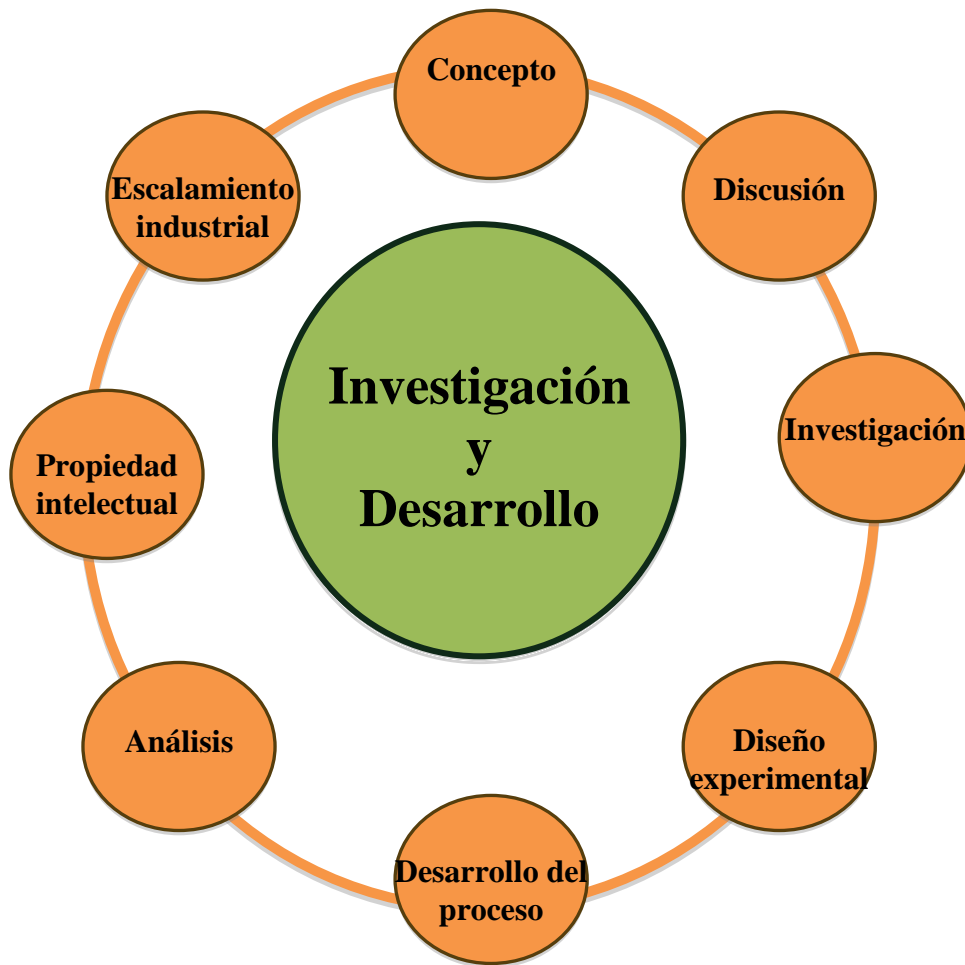 Concepto
Discusión
Investigación
Diseño
experimental
Desarrollo del
proceso
Análisis
Propiedad
intelectual
Escalamiento
industrial
Investigación
y
Desarrollo